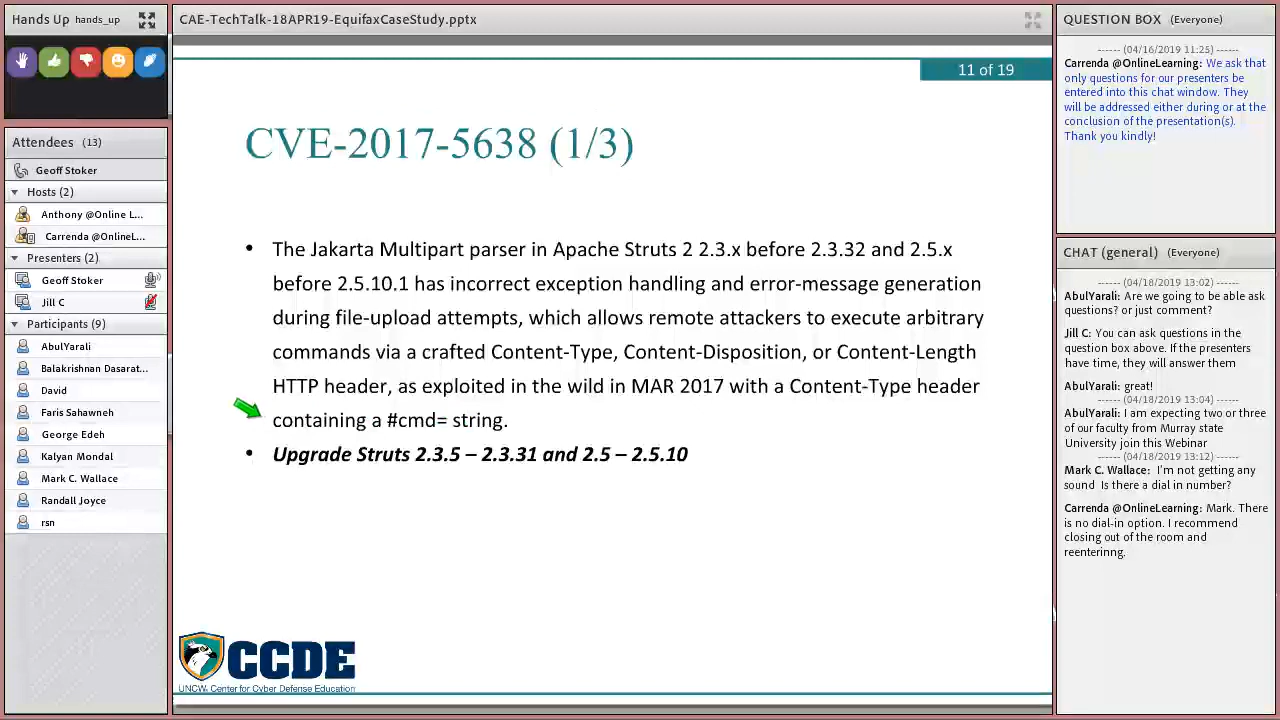 Hands Up hands_up
Attendees (13)
Geoff Stoker
Hosts (2)
Anthony @Online L...
Carrenda @OnlineL...
Presenters (2)
Geoff Stoker
Jill C
Participants (9)
AbulYarali
Balakrishnan Dasarat...
David
Faris Sahawneh
George Edeh
Kalyan Mondal
Mark C. Wallace
Randall Joyce
rsn
CAE-TechTalk-18APR19-EquifaxCaseStudy.pptx
11 of 19
CVE-2017-5638 (1/3)
• The Jakarta Multipart parser in Apache Struts 2 2.3.x before 2.3.32 and 2.5.x
before 2.5.10.1 has incorrect exception handling and error-message generation
during file-upload attempts, which allows remote attackers to execute arbitrary
commands via a crafted Content-Type, Content-Disposition, or Content-Length
HTTP header, as exploited in the wild in MAR 2017 with a Content-Type header
containing a #cmd= string.
• Upgrade Struts 2.3.5 – 2.3.31 and 2.5 – 2.5.10
CCDE
UNCW Center for Cyber Defense Education
QUESTION BOX (Everyone)
------ (04/16/2019 11:25) ------
Carrenda @OnlineLearning: We ask that
only questions for our presenters be
entered into this chat window. They
will be addressed either during or at the
conclusion of the presentation(s).
Thank you kindly!
CHAT (general) (Everyone)
------ (04/18/2019 13:02) ------
AbulYarali: Are we going to be able ask
questions? or just comment?
Jill C: You can ask questions in the
question box above. If the presenters
have time, they will answer them
AbulYarali: great!
------ (04/18/2019 13:04) ------
AbulYarali: I am expecting two or three
of our faculty from Murray state
University join this Webinar
------ (04/18/2019 13:12) ------
Mark C. Wallace: I'm not getting any
sound Is there a dial in number?
Carrenda @OnlineLearning: Mark. There
is no dial-in option. I recommend
closing out of the room and
reenterinng.